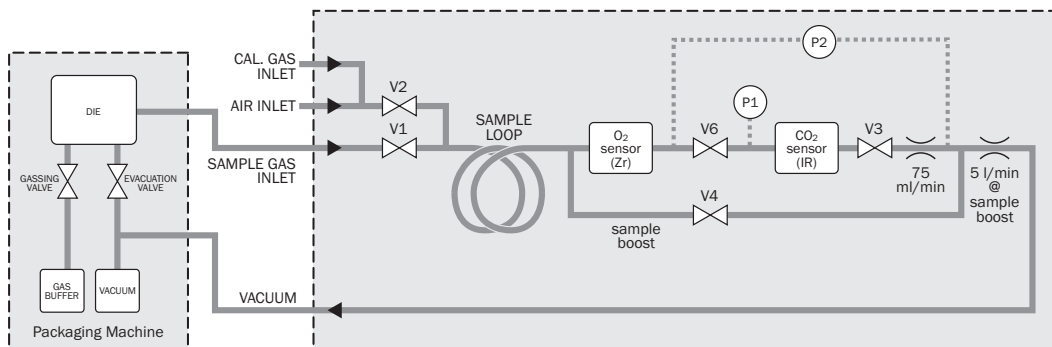 DIE
GASSING
VALVE
EVACUATION
VALVE
GAS
BUFFER
VACUUM
Packaging Machine
CAL. GAS
INLET
AIR INLET
SAMPLE GAS
INLET
VACUUM
V2
V1
SAMPLE
LOOP
O₂
sensor
(Zr)
V6
P1
P2
CO₂
sensor
(IR)
V3
75
ml/min
5 l/min
@
sample
boost
V4
sample
boost